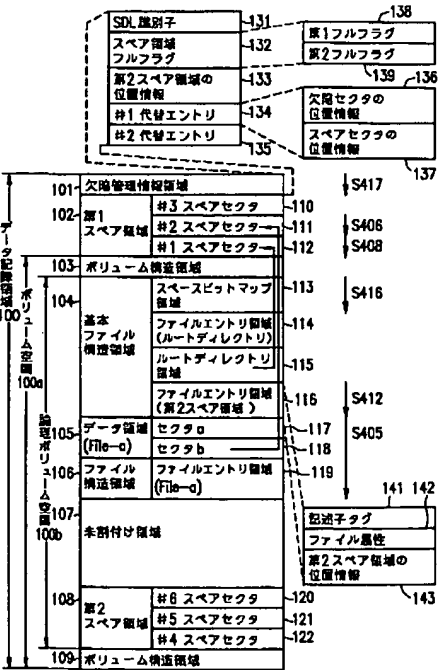 138
SDL識別子
131
第1フルフラグ
スペア領域
フルフラグ
132
第2フルフラグ
139
136
第2スペア領域の
位置情報
133
欠陥セクタの
位置情報
#1 代替エントリ
134
スペアセクタの
位置情報
#2 代替エントリ
135
137
101
欠陥管理情報領域
S417
102
第1
スペア領域
#3 スペアセクタ
110
#2 スペアセクタ
111
S406
#1 スペアセクタ
112
S408
103
ボリューム構造領域
104
基本
ファイル
構造領域
スペースビットマップ
領域
113
S416
ファイルエントリ領域
(ルートディレクトリ)
114
ルートディレクトリ
領域
115
ファイルエントリ領域
(第2スペア領域)
116
S412
105
データ領域
(File-a)
セクタa
117
S405
セクタb
118
106
ファイル
構造領域
ファイルエントリ領域
(File-a)
119
107
未割付け領域
141
142
記述子タグ
ファイル属性
第2スペア領域の
位置情報
143
108
第2
スペア領域
#6 スペアセクタ
120
#5 スペアセクタ
121
#4 スペアセクタ
122
109
ボリューム構造領域
データ記録領域100
ボリューム空間100a
論理ボリューム空間
100b